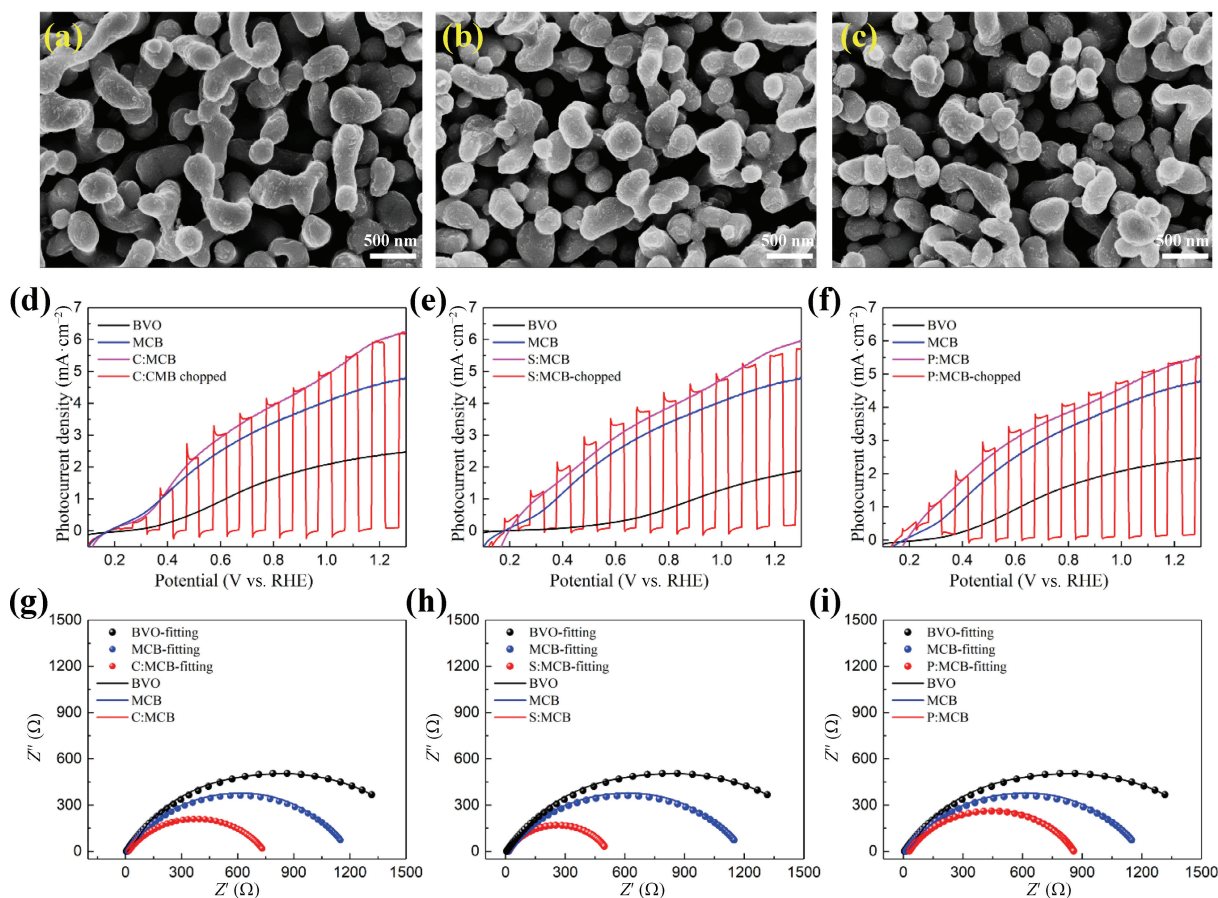 (a)
(b)
(c)
500 nm
500 nm
500 nm
(d)
(e)
(f)
Photocurrent density (mA·cm⁻²)
7
6
5
4
3
2
1
0
BVO
MCB
C:MCB
C:CMB chopped
0.2 0.4 0.6 0.8 1.0 1.2
Potential (V vs. RHE)
Photocurrent density (mA·cm⁻²)
7
6
5
4
3
2
1
0
BVO
MCB
S:MCB
S:MCB-chopped
0.2 0.4 0.6 0.8 1.0 1.2
Potential (V vs. RHE)
Photocurrent density (mA·cm⁻²)
7
6
5
4
3
2
1
0
BVO
MCB
P:MCB
P:MCB-chopped
0.2 0.4 0.6 0.8 1.0 1.2
Potential (V vs. RHE)
(g)
(h)
(i)
Z″ (Ω)
1500
1200
900
600
300
0
BVO-fitting
MCB-fitting
C:MCB-fitting
BVO
MCB
C:MCB
0 300 600 900 1200 1500
Z′ (Ω)
Z″ (Ω)
1500
1200
900
600
300
0
BVO-fitting
MCB-fitting
S:MCB-fitting
BVO
MCB
S:MCB
0 300 600 900 1200 1500
Z′ (Ω)
Z″ (Ω)
1500
1200
900
600
300
0
BVO-fitting
MCB-fitting
P:MCB-fitting
BVO
MCB
P:MCB
0 300 600 900 1200 1500
Z′ (Ω)